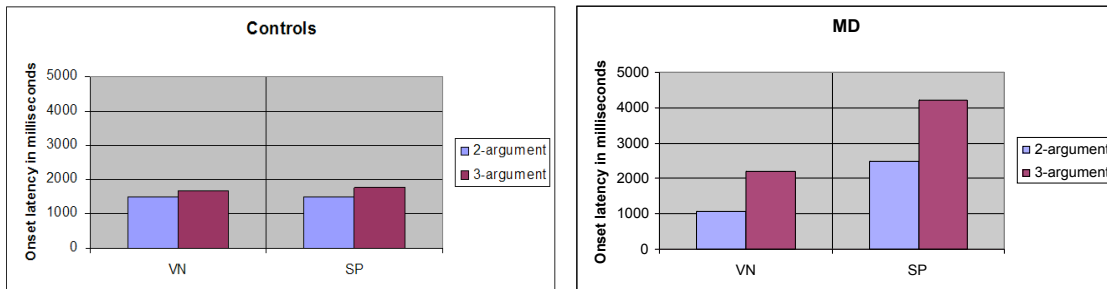 Controls
Onset latency in milliseconds
5000
4000
3000
2000
1000
0
VN SP
2-argument
3-argument
MD
Onset latency in milliseconds
5000
4000
3000
2000
1000
0
VN SP
2-argument
3-argument